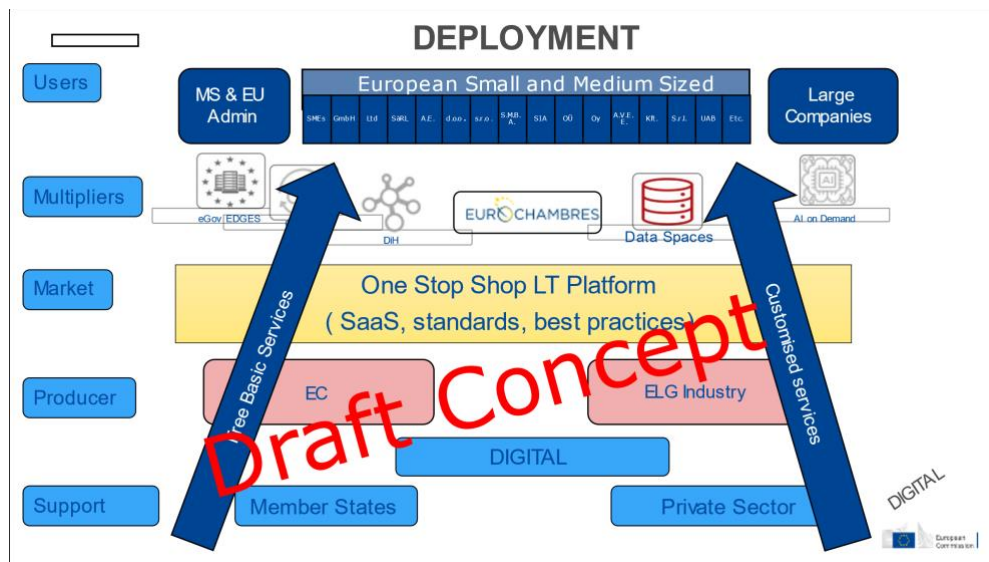 DEPLOYMENT
Users
MS & EU
Admin
European Small and Medium Sized
SMEs GmbH Ltd SàRL A.E. d.o.o. s.r.o. S.M.B.A. SIA OÜ Oy A.V.E.E. Kft. S.r.l. UAB Etc.
Large
Companies
Multipliers
eGov EDGES
DiH
EUROCHAMBRES
Data Spaces
AI
AI on Demand
Market
One Stop Shop LT Platform
( SaaS, standards, best practices)
Free Basic Services
Customised services
Draft Concept
Producer
EC
ELG Industry
DIGITAL
Support
Member States
Private Sector
DIGITAL
European
Commission